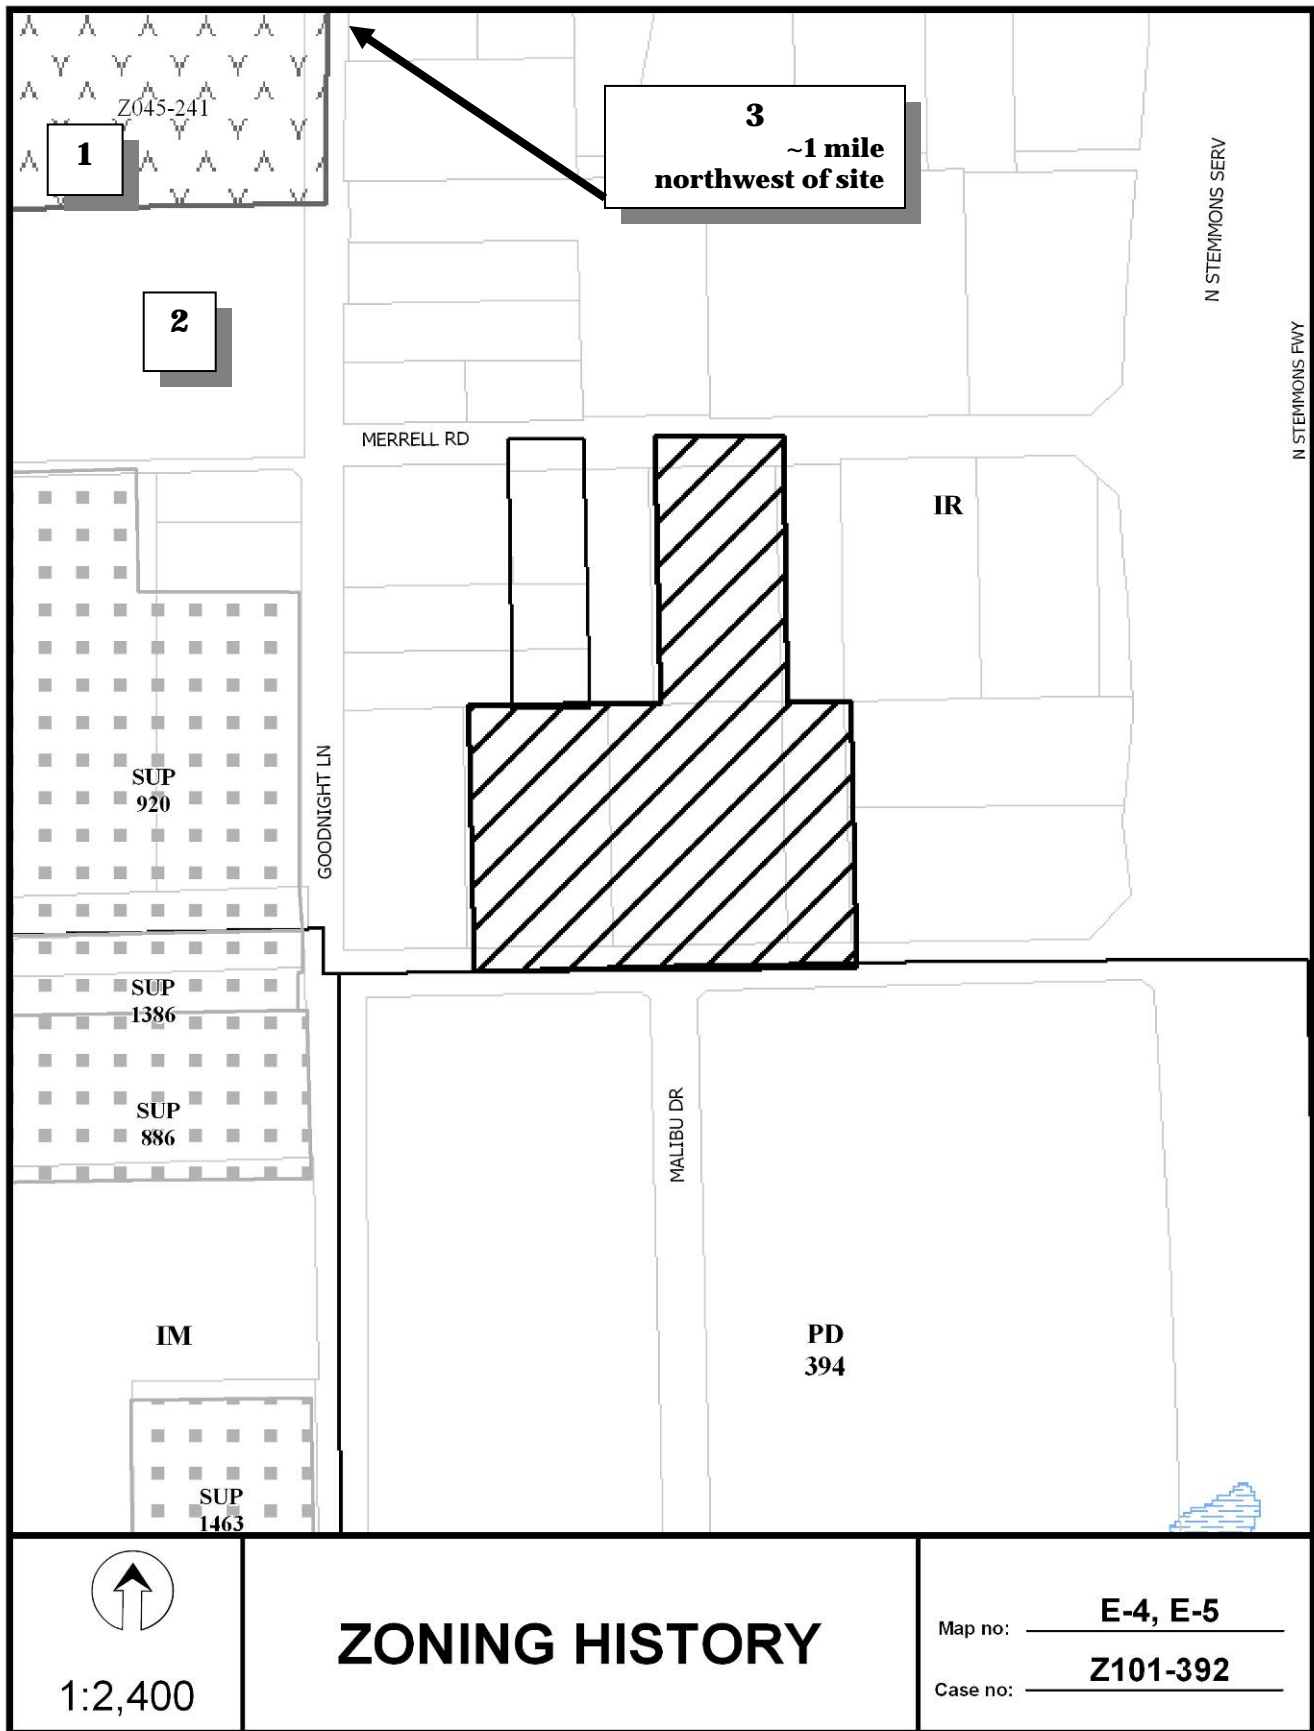 Z045-241
1
3
~1 mile
northwest of site
N STEMMONS SERV
2
N STEMMONS FWY
MERRELL RD
IR
GOODNIGHT LN
SUP
920
SUP
1386
SUP
886
MALIBU DR
IM
PD
394
SUP
1463
1:2,400
ZONING HISTORY
Map no: E-4, E-5
Case no: Z101-392